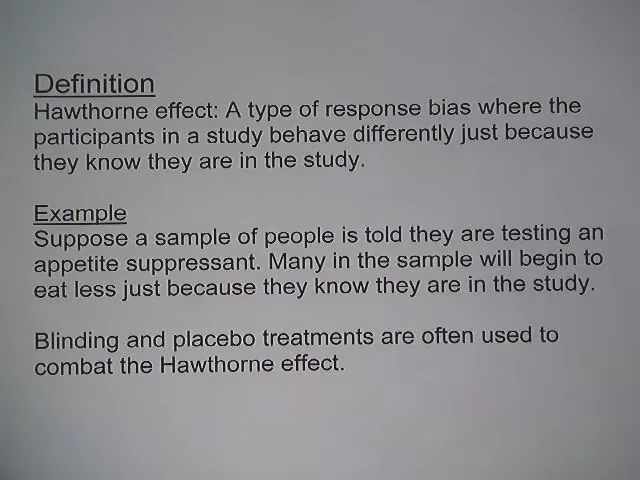 Definition
Hawthorne effect: A type of response bias where the
participants in a study behave differently just because
they know they are in the study.
Example
Suppose a sample of people is told they are testing an
appetite suppressant. Many in the sample will begin to
eat less just because they know they are in the study.
Blinding and placebo treatments are often used to
combat the Hawthorne effect.